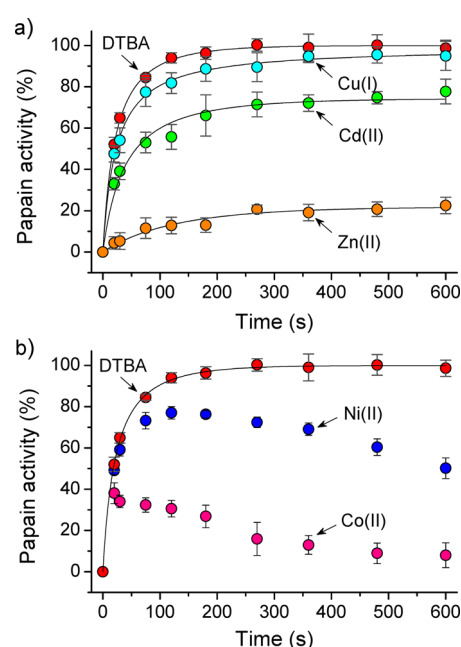 a)
DTBA
Cu(I)
Cd(II)
Zn(II)
Papain activity (%)
100
80
60
40
20
0
0 100 200 300 400 500 600
Time (s)
b)
DTBA
Ni(II)
Co(II)
Papain activity (%)
100
80
60
40
20
0
0 100 200 300 400 500 600
Time (s)